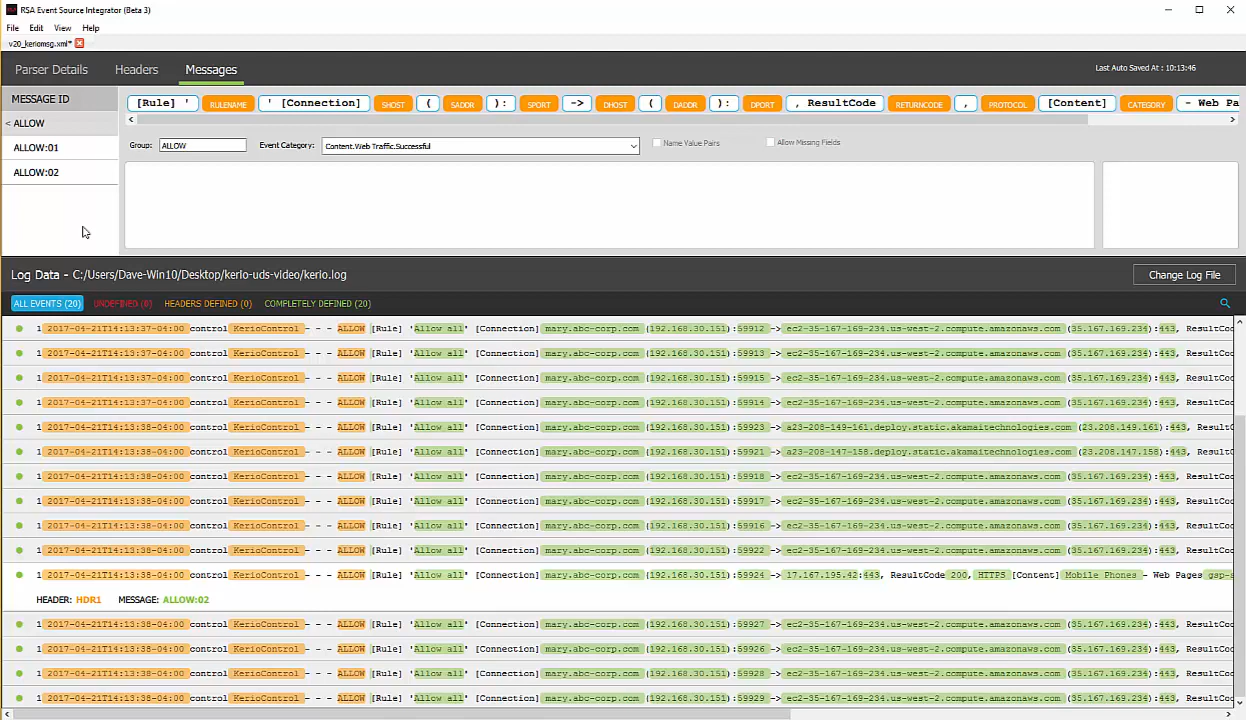 RSA Event Source Integrator (Beta 3)
File Edit View Help
v20_keriomsg.xml*
Parser Details Headers Messages Last Auto Saved At : 10:13:46
MESSAGE ID
[Rule] ' RULENAME ' [Connection] SHOST ( SADDR ): SPORT -> DHOST ( DADDR ): DPORT , ResultCode RETURNCODE , PROTOCOL [Content] CATEGORY - Web Pa
< ALLOW
ALLOW:01
ALLOW:02
Group: ALLOW Event Category: Content.Web Traffic.Successful Name Value Pairs Allow Missing Fields
Log Data - C:/Users/Dave-Win10/Desktop/kerio-uds-video/kerio.log Change Log File
ALL EVENTS (20) UNDEFINED (0) HEADERS DEFINED (0) COMPLETELY DEFINED (20)
1 2017-04-21T14:13:37-04:00 control KerioControl - - - ALLOW [Rule] 'Allow all' [Connection] mary.abc-corp.com (192.168.30.151):59912 -> ec2-35-167-169-234.us-west-2.compute.amazonaws.com (35.167.169.234):443, ResultCo
1 2017-04-21T14:13:37-04:00 control KerioControl - - - ALLOW [Rule] 'Allow all' [Connection] mary.abc-corp.com (192.168.30.151):59913 -> ec2-35-167-169-234.us-west-2.compute.amazonaws.com (35.167.169.234):443, ResultCo
1 2017-04-21T14:13:37-04:00 control KerioControl - - - ALLOW [Rule] 'Allow all' [Connection] mary.abc-corp.com (192.168.30.151):59915 -> ec2-35-167-169-234.us-west-2.compute.amazonaws.com (35.167.169.234):443, ResultCo
1 2017-04-21T14:13:37-04:00 control KerioControl - - - ALLOW [Rule] 'Allow all' [Connection] mary.abc-corp.com (192.168.30.151):59914 -> ec2-35-167-169-234.us-west-2.compute.amazonaws.com (35.167.169.234):443, ResultCo
1 2017-04-21T14:13:38-04:00 control KerioControl - - - ALLOW [Rule] 'Allow all' [Connection] mary.abc-corp.com (192.168.30.151):59923 -> a23-208-149-161.deploy.static.akamaitechnologies.com (23.208.149.161):443, Result
1 2017-04-21T14:13:38-04:00 control KerioControl - - - ALLOW [Rule] 'Allow all' [Connection] mary.abc-corp.com (192.168.30.151):59921 -> a23-208-147-158.deploy.static.akamaitechnologies.com (23.208.147.158):443, Result
1 2017-04-21T14:13:38-04:00 control KerioControl - - - ALLOW [Rule] 'Allow all' [Connection] mary.abc-corp.com (192.168.30.151):59918 -> ec2-35-167-169-234.us-west-2.compute.amazonaws.com (35.167.169.234):443, ResultCo
1 2017-04-21T14:13:38-04:00 control KerioControl - - - ALLOW [Rule] 'Allow all' [Connection] mary.abc-corp.com (192.168.30.151):59917 -> ec2-35-167-169-234.us-west-2.compute.amazonaws.com (35.167.169.234):443, ResultCo
1 2017-04-21T14:13:38-04:00 control KerioControl - - - ALLOW [Rule] 'Allow all' [Connection] mary.abc-corp.com (192.168.30.151):59916 -> ec2-35-167-169-234.us-west-2.compute.amazonaws.com (35.167.169.234):443, ResultCo
1 2017-04-21T14:13:38-04:00 control KerioControl - - - ALLOW [Rule] 'Allow all' [Connection] mary.abc-corp.com (192.168.30.151):59922 -> ec2-35-167-169-234.us-west-2.compute.amazonaws.com (35.167.169.234):443, ResultCo
1 2017-04-21T14:13:38-04:00 control KerioControl - - - ALLOW [Rule] 'Allow all' [Connection] mary.abc-corp.com (192.168.30.151):59924 -> 17.167.195.42:443, ResultCode 200, HTTPS [Content] Mobile Phones - Web Pages gsp-s
HEADER: HDR1 MESSAGE: ALLOW:02
1 2017-04-21T14:13:38-04:00 control KerioControl - - - ALLOW [Rule] 'Allow all' [Connection] mary.abc-corp.com (192.168.30.151):59927 -> ec2-35-167-169-234.us-west-2.compute.amazonaws.com (35.167.169.234):443, ResultCo
1 2017-04-21T14:13:38-04:00 control KerioControl - - - ALLOW [Rule] 'Allow all' [Connection] mary.abc-corp.com (192.168.30.151):59926 -> ec2-35-167-169-234.us-west-2.compute.amazonaws.com (35.167.169.234):443, ResultCo
1 2017-04-21T14:13:38-04:00 control KerioControl - - - ALLOW [Rule] 'Allow all' [Connection] mary.abc-corp.com (192.168.30.151):59928 -> ec2-35-167-169-234.us-west-2.compute.amazonaws.com (35.167.169.234):443, ResultCo
1 2017-04-21T14:13:38-04:00 control KerioControl - - - ALLOW [Rule] 'Allow all' [Connection] mary.abc-corp.com (192.168.30.151):59929 -> ec2-35-167-169-234.us-west-2.compute.amazonaws.com (35.167.169.234):443, ResultCo